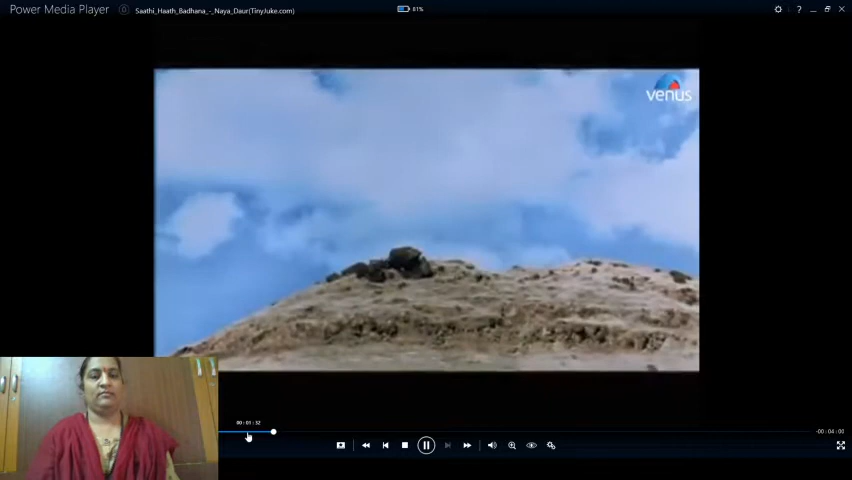 Power Media Player
Saathi_Haath_Badhana_-_Naya_Daur(TinyJuke.com)
81%
venus
00:01:32
-00:04:00